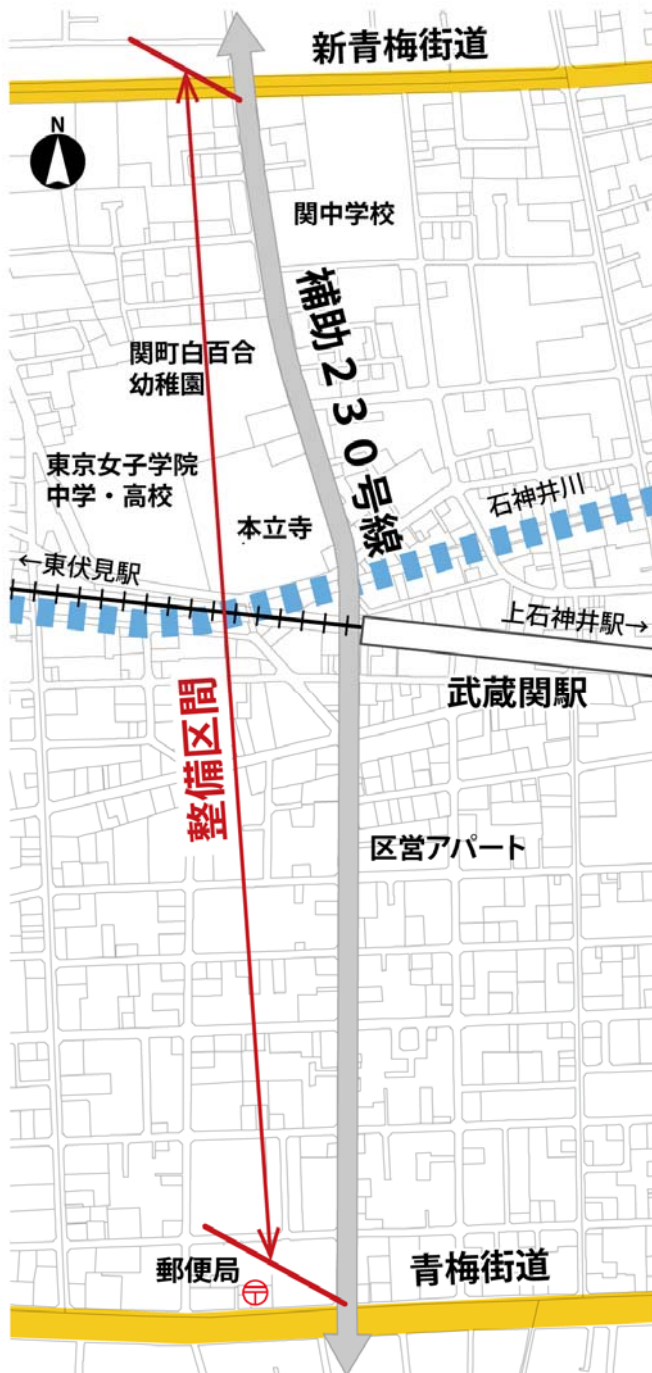 新青梅街道
N
関中学校
補助２３０号線
関町白百合
幼稚園
東京女子学院
中学・高校
石神井川
本立寺
←東伏見駅
上石神井駅→
武蔵関駅
整備区間
区営アパート
郵便局
青梅街道